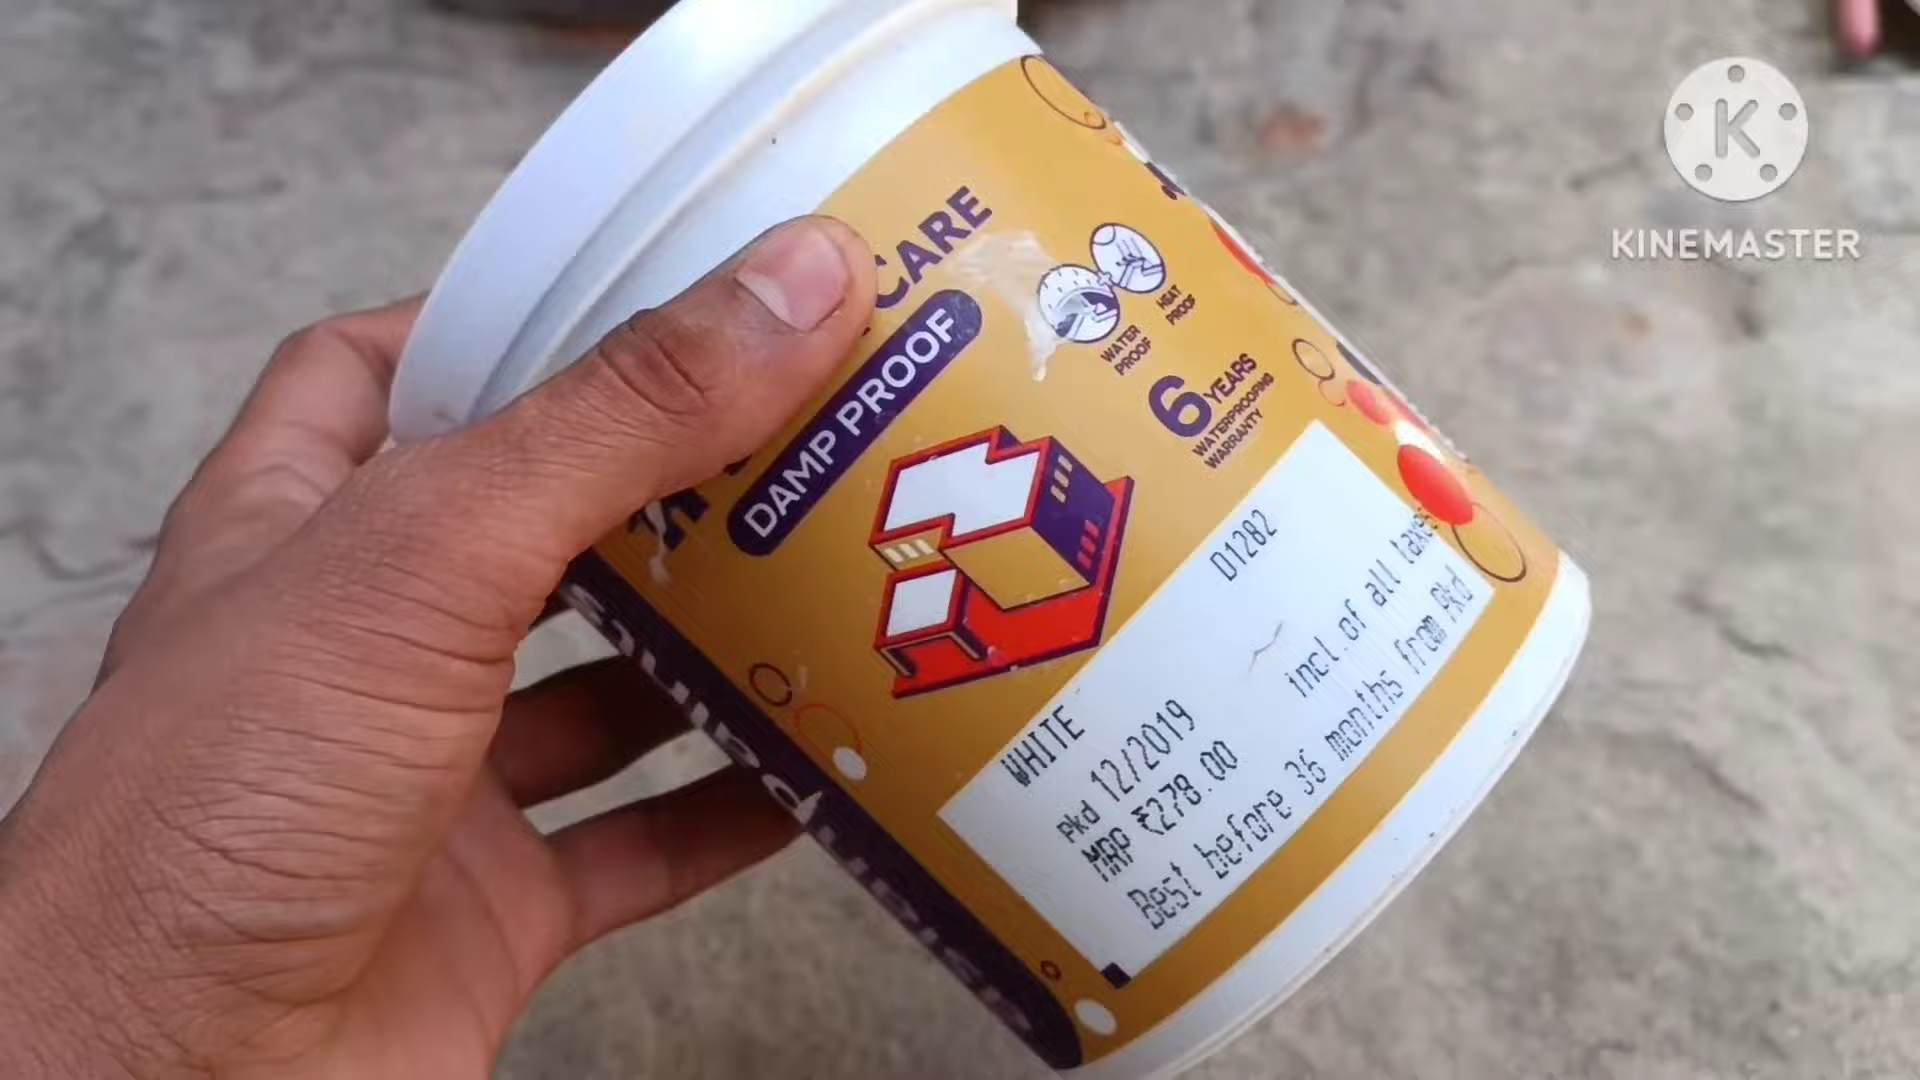 CARE
DAMP PROOF
WATER
PROOF
HEAT
PROOF
6 YEARS
WATERPROOFING
WARRANTY
WHITE
D1282
Pkd 12/2019
MRP ₹278.00
incl.of all taxes
Best before 36 months from Pkd
asianpaints
K
KINEMASTER